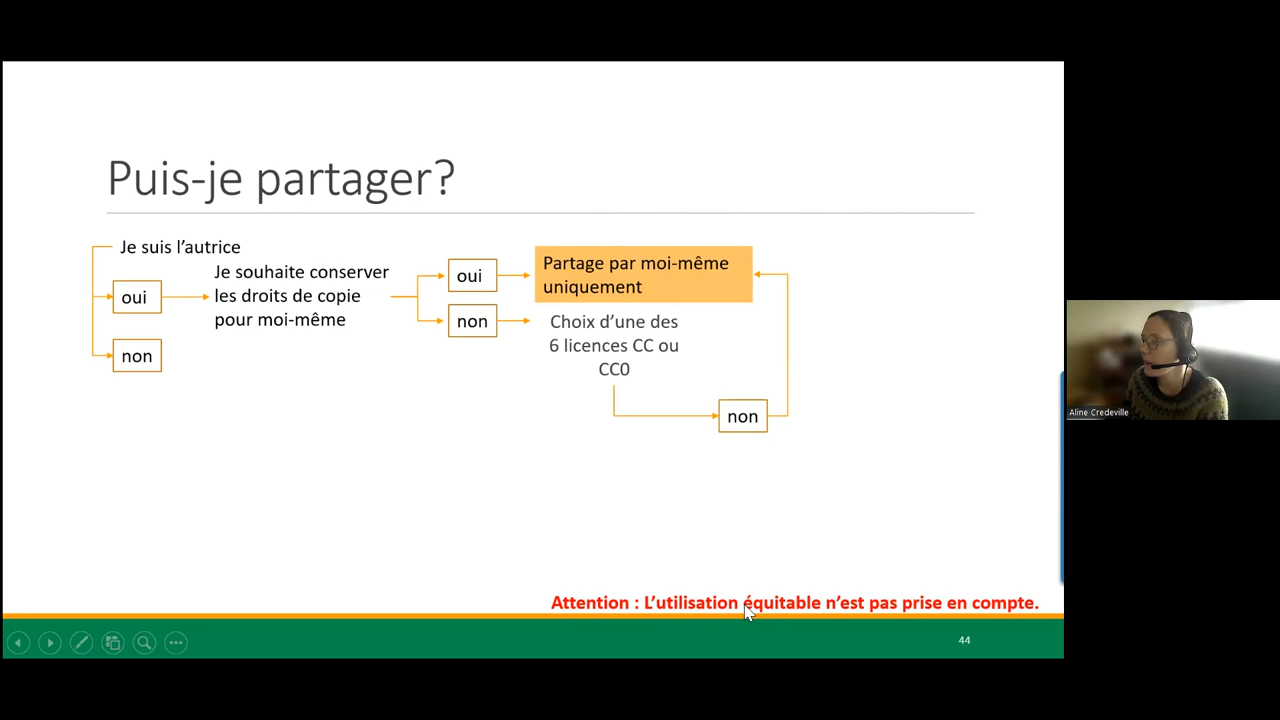 Puis-je partager?
Je suis l’autrice
oui
non
Je souhaite conserver
les droits de copie
pour moi-même
oui
non
Partage par moi-même
uniquement
Choix d’une des
6 licences CC ou
CC0
non
Attention : L’utilisation équitable n’est pas prise en compte.
44
Aline Credeville